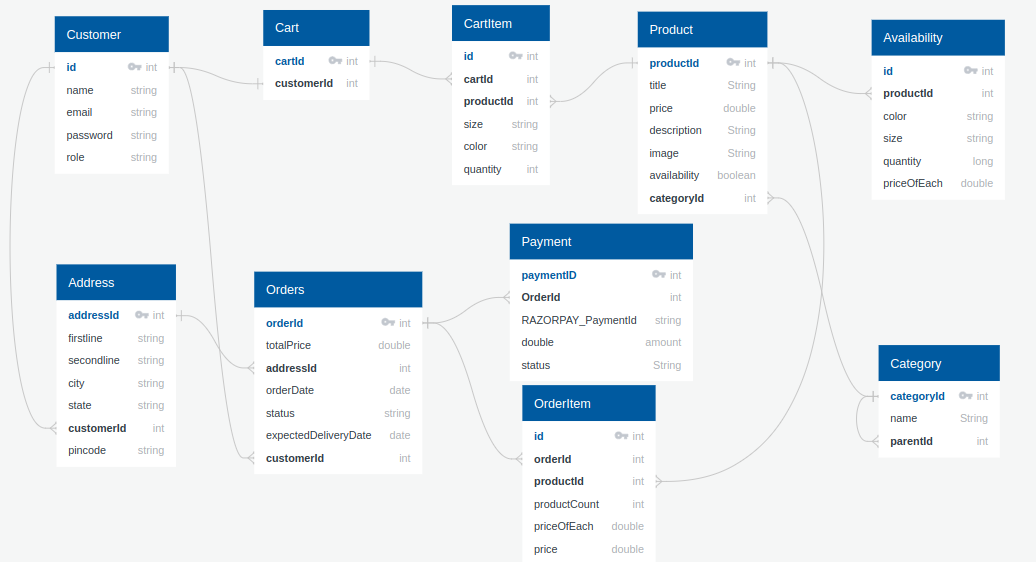 Customer
id int
name string
email string
password string
role string
Cart
cartId int
customerId int
CartItem
id int
cartId int
productId int
size string
color string
quantity int
Product
productId int
title String
price double
description String
image String
availability boolean
categoryId int
Availability
id int
productId int
color string
size string
quantity long
priceOfEach double
Address
addressId int
firstline string
secondline string
city string
state string
customerId int
pincode string
Orders
orderId int
totalPrice double
addressId int
orderDate date
status string
expectedDeliveryDate date
customerId int
Payment
paymentID int
OrderId int
RAZORPAY_PaymentId string
double amount
status String
OrderItem
id int
orderId int
productId int
productCount int
priceOfEach double
price double
Category
categoryId int
name String
parentId int